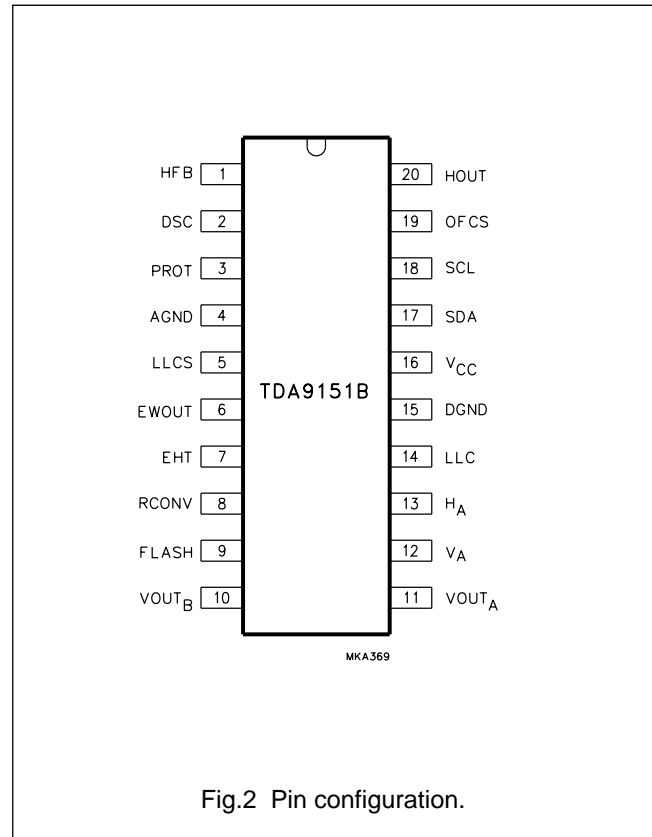 HFB 1 20 HOUT
DSC 2 19 OFCS
PROT 3 18 SCL
AGND 4 17 SDA
LLCS 5 16 VCC
TDA9151B
EWOUT 6 15 DGND
EHT 7 14 LLC
RCONV 8 13 HA
FLASH 9 12 VA
VOUTB 10 11 VOUTA
MKA369
Fig.2 Pin configuration.